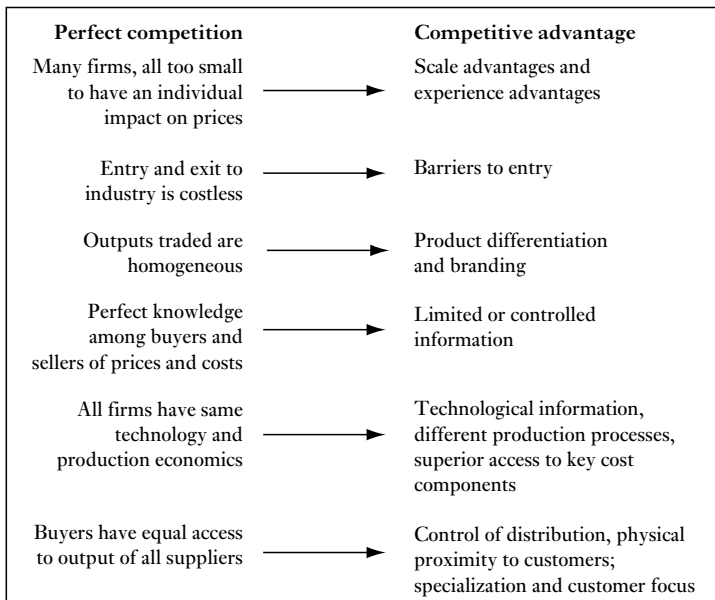 Perfect competition
Competitive advantage
Many firms, all too small
to have an individual
impact on prices
Scale advantages and
experience advantages
Entry and exit to
industry is costless
Barriers to entry
Outputs traded are
homogeneous
Product differentiation
and branding
Perfect knowledge
among buyers and
sellers of prices and costs
Limited or controlled
information
All firms have same
technology and
production economics
Technological information,
different production processes,
superior access to key cost
components
Buyers have equal access
to output of all suppliers
Control of distribution, physical
proximity to customers;
specialization and customer focus